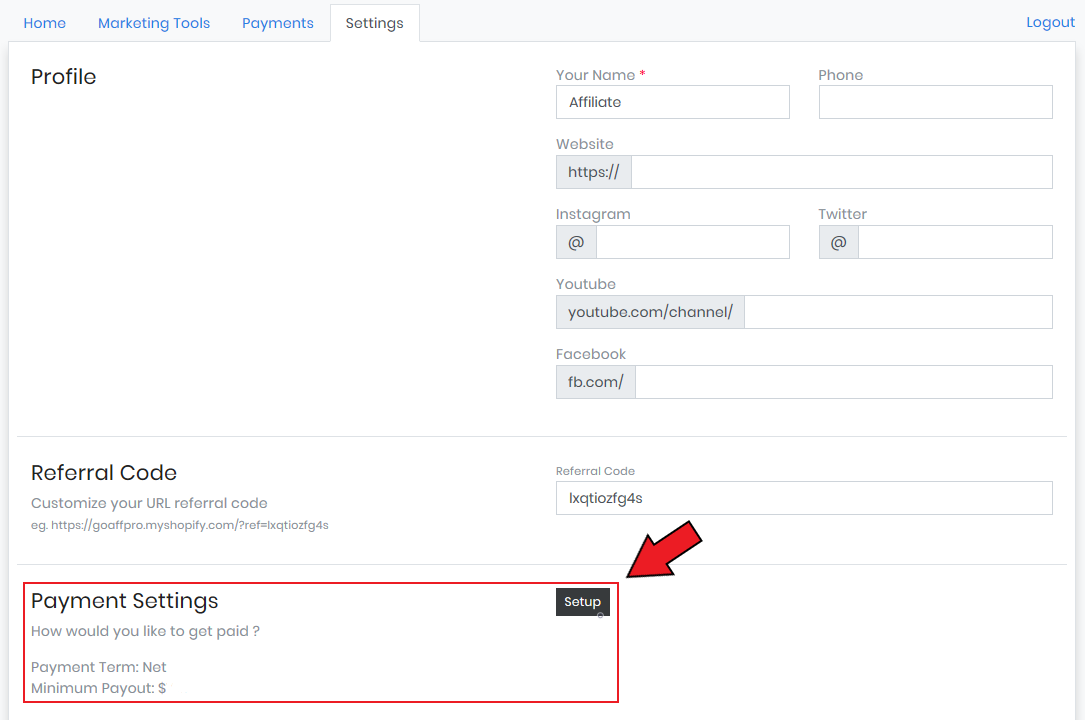 Home Marketing Tools Payments Settings Logout
Profile
Your Name * Phone
Affiliate
Website
https://
Instagram Twitter
@ @
Youtube
youtube.com/channel/
Facebook
fb.com/
Referral Code
Customize your URL referral code
eg. https://goaffpro.myshopify.com/?ref=lxqtiozfg4s
Referral Code
lxqtiozfg4s
Payment Settings
Setup
How would you like to get paid ?
Payment Term: Net
Minimum Payout: $